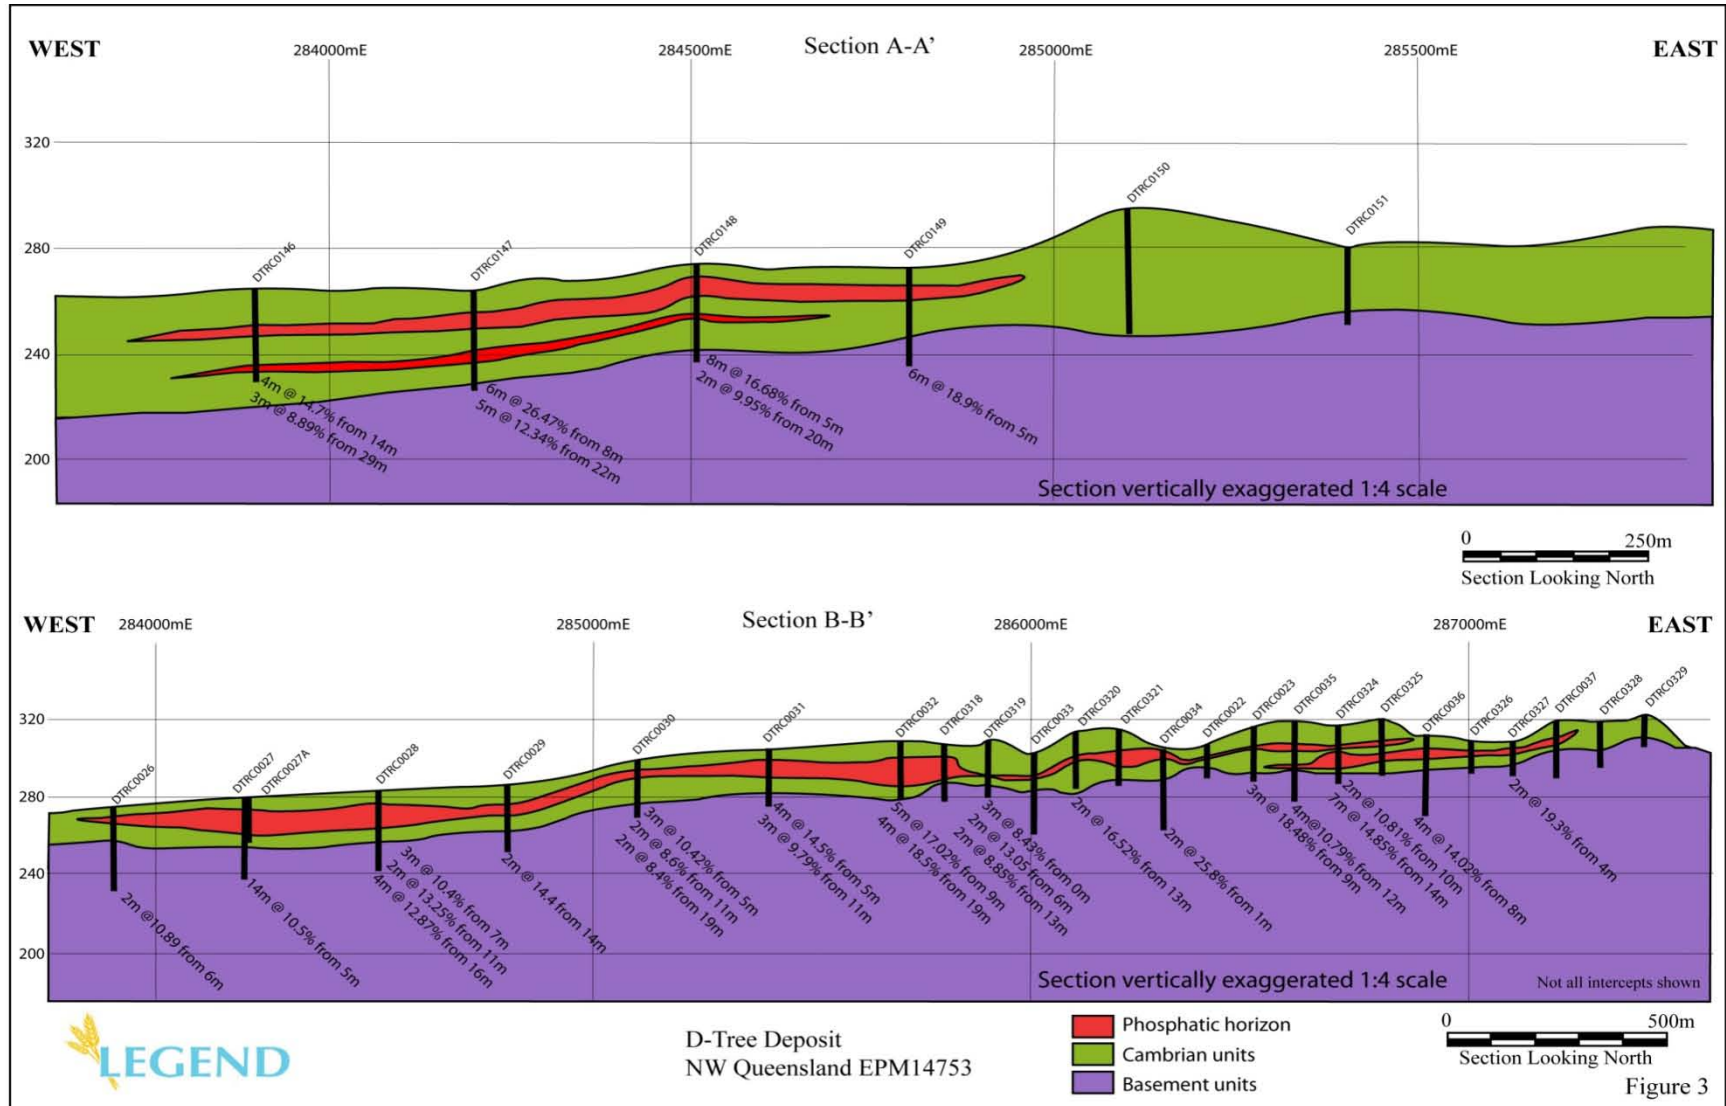 WEST
284000mE
284500mE
Section A-A’
285000mE
285500mE
EAST
320
280
240
200
DTRC0146
DTRC0147
DTRC0148
DTRC0149
DTRC0150
DTRC0151
4m @ 14.7% from 14m
3m @ 8.89% from 29m
6m @ 26.47% from 8m
5m @ 12.34% from 22m
8m @ 16.68% from 5m
2m @ 9.95% from 20m
6m @ 18.9% from 5m
Section vertically exaggerated 1:4 scale
0 250m
Section Looking North
WEST
284000mE
285000mE
Section B-B’
286000mE
287000mE
EAST
320
280
240
200
DTRC0026
DTRC0027
DTRC0027A
DTRC0028
DTRC0029
DTRC0030
DTRC0031
DTRC0032
DTRC0318
DTRC0319
DTRC0033
DTRC0320
DTRC0321
DTRC0034
DTRC0022
DTRC0023
DTRC0035
DTRC0324
DTRC0325
DTRC0036
DTRC0326
DTRC0327
DTRC0037
DTRC0328
DTRC0329
2m @10.89 from 6m
14m @ 10.5% from 5m
3m @ 10.4% from 7m
2m @ 13.25% from 11m
4m @ 12.87% from 16m
2m @ 14.4 from 14m
3m @ 10.42% from 5m
2m @ 8.6% from 11m
2m @ 8.4% from 19m
4m @ 14.5% from 5m
3m @ 9.79% from 11m
5m @ 17.02% from 9m
4m @ 18.5% from 19m
3m @ 8.43% from 0m
2m @ 13.05 from 6m
2m @ 8.85% from 13m
2m @ 16.52% from 13m
2m @ 25.8% from 1m
3m @ 18.48% from 9m
4m@10.79% from 12m
7m @ 14.85% from 14m
2m @ 10.81% from 10m
4m @ 14.02% from 8m
2m @ 19.3% from 4m
Section vertically exaggerated 1:4 scale
Not all intercepts shown
LEGEND
D-Tree Deposit
NW Queensland EPM14753
Phosphatic horizon
Cambrian units
Basement units
0 500m
Section Looking North
Figure 3